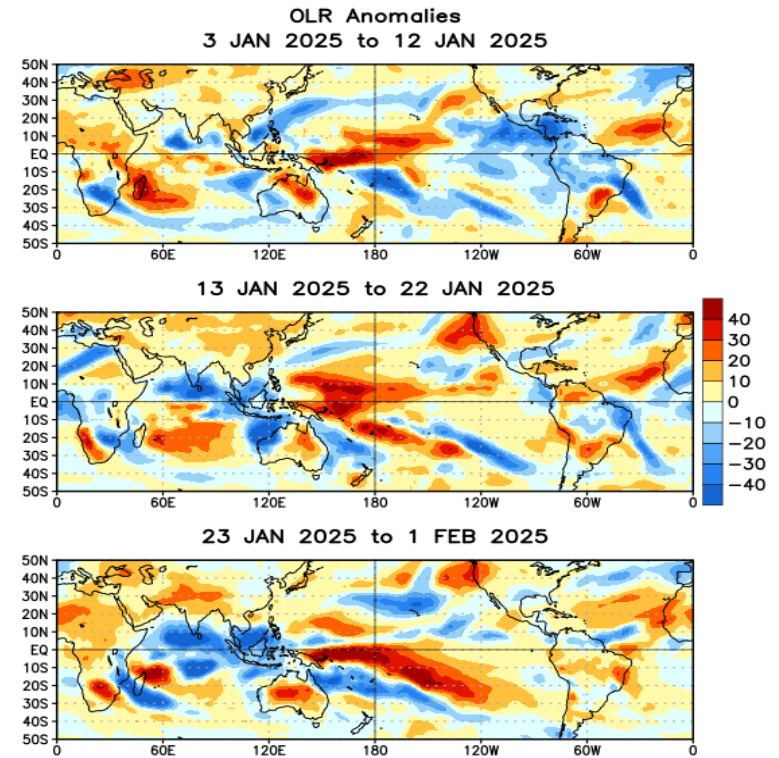 OLR Anomalies
3 JAN 2025 to 12 JAN 2025
50N
40N
30N
20N
10N
EQ
10S
20S
30S
40S
50S
0 60E 120E 180 120W 60W 0
13 JAN 2025 to 22 JAN 2025
50N
40N
30N
20N
10N
EQ
10S
20S
30S
40S
50S
0 60E 120E 180 120W 60W 0
40
30
20
10
0
-10
-20
-30
-40
23 JAN 2025 to 1 FEB 2025
50N
40N
30N
20N
10N
EQ
10S
20S
30S
40S
50S
0 60E 120E 180 120W 60W 0